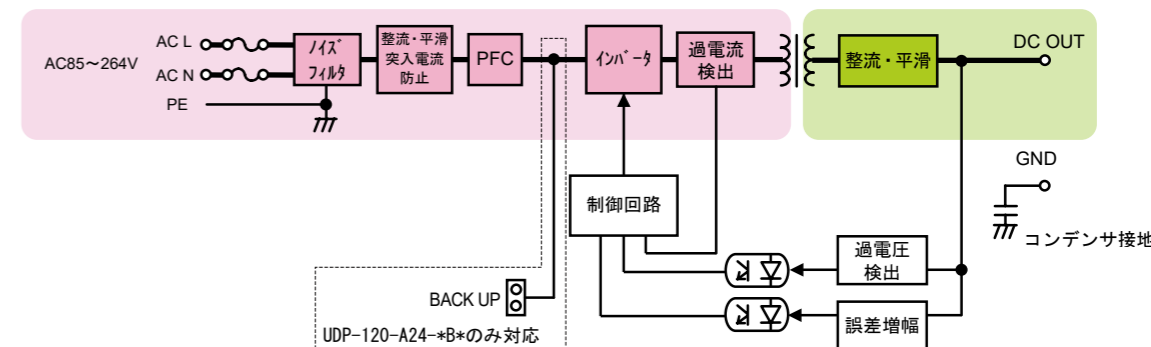 AC85～264V
AC L
AC N
PE
ノイズ
フィルタ
整流・平滑
突入電流
防止
PFC
インバータ
過電流
検出
整流・平滑
DC OUT
GND
コンデンサ接地
制御回路
過電圧
検出
誤差増幅
BACK UP
UDP-120-A24-*B*のみ対応